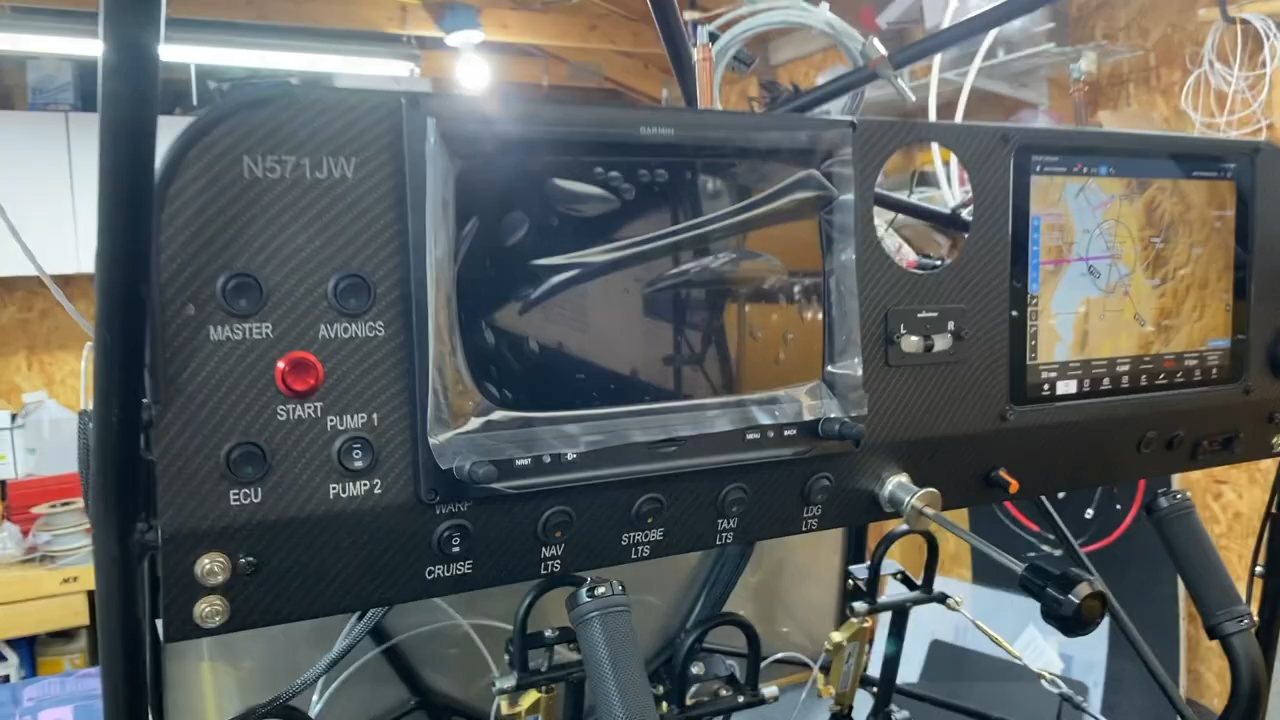 N571JW
GARMIN
MASTER
AVIONICS
START
PUMP 1
ECU
PUMP 2
WARP
CRUISE
NAV
LTS
STROBE
LTS
TAXI
LTS
LDG
LTS
NRST
D
MENU
BACK
L
R
ACE